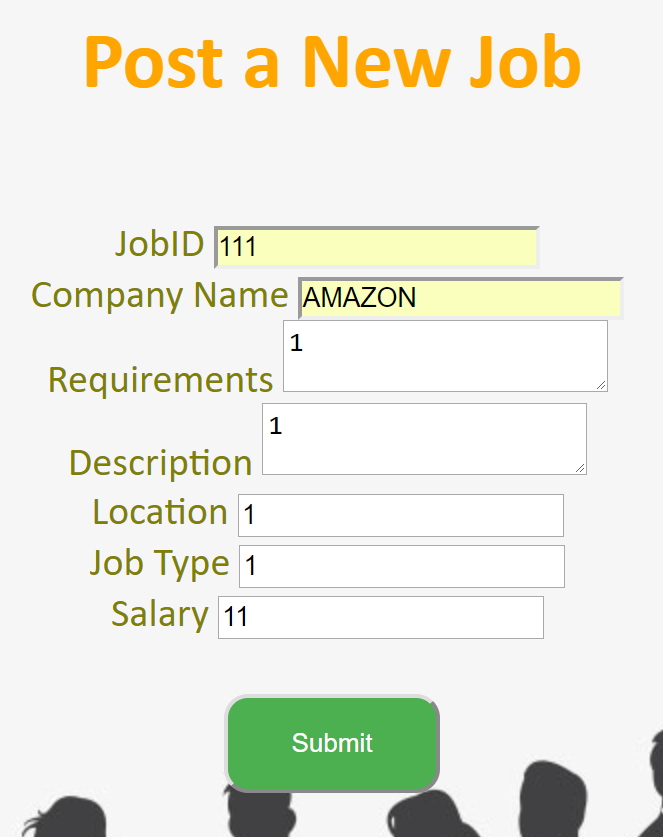 Post a New Job
JobID 111
Company Name AMAZON
Requirements 1
Description 1
Location 1
Job Type 1
Salary 11
Submit